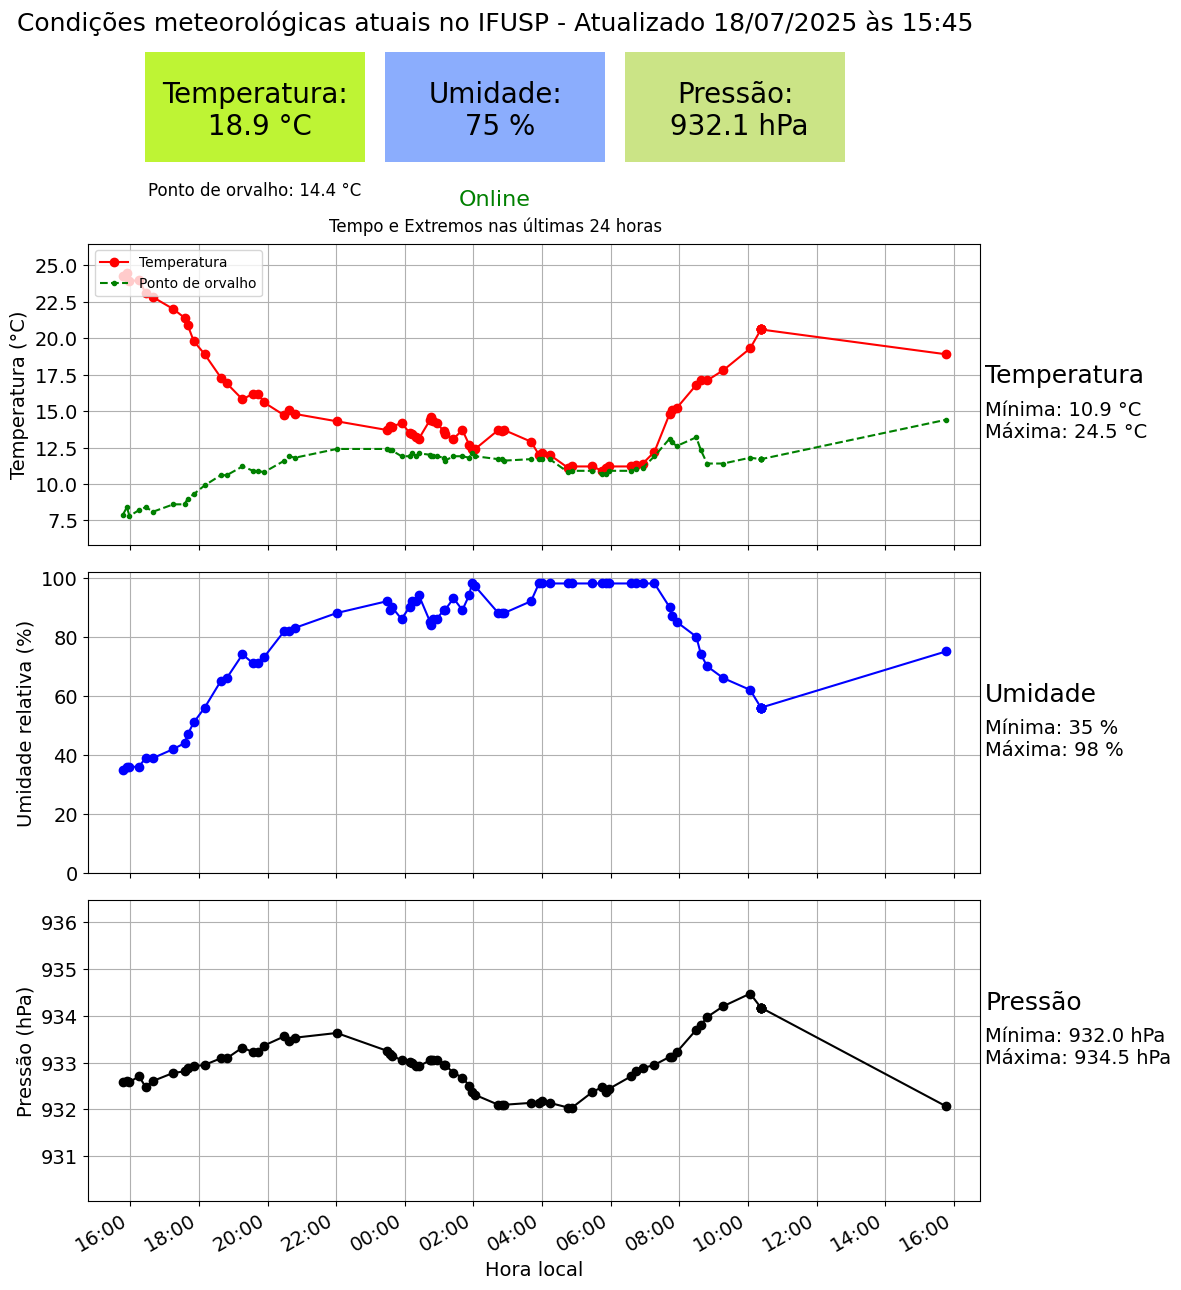 Condições meteorológicas atuais no IFUSP - Atualizado 18/07/2025 às 15:45
Temperatura:
18.9 °C
Umidade:
75 %
Pressão:
932.1 hPa
Ponto de orvalho: 14.4 °C
Online
Tempo e Extremos nas últimas 24 horas
Temperatura (°C)
25.0
22.5
20.0
17.5
15.0
12.5
10.0
7.5
Temperatura
Ponto de orvalho
Temperatura
Mínima: 10.9 °C
Máxima: 24.5 °C
Umidade relativa (%)
100
80
60
40
20
0
Umidade
Mínima: 35 %
Máxima: 98 %
Pressão (hPa)
936
935
934
933
932
931
Pressão
Mínima: 932.0 hPa
Máxima: 934.5 hPa
16:00
18:00
20:00
22:00
00:00
02:00
04:00
06:00
08:00
10:00
12:00
14:00
16:00
Hora local